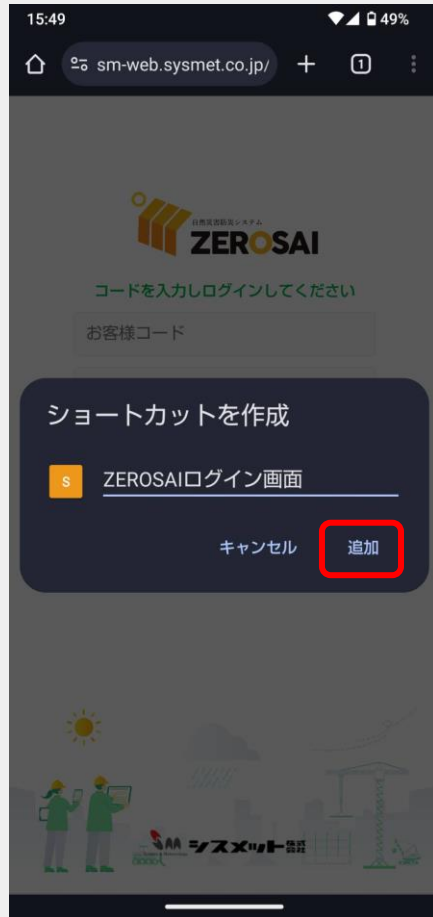 15:49
49%
sm-web.sysmet.co.jp/
1
自然災害防災システム
ZEROSAI
コードを入力しログインしてください
お客様コード
ショートカットを作成
S
ZEROSAIログイン画面
キャンセル
追加
シスメット株式会社